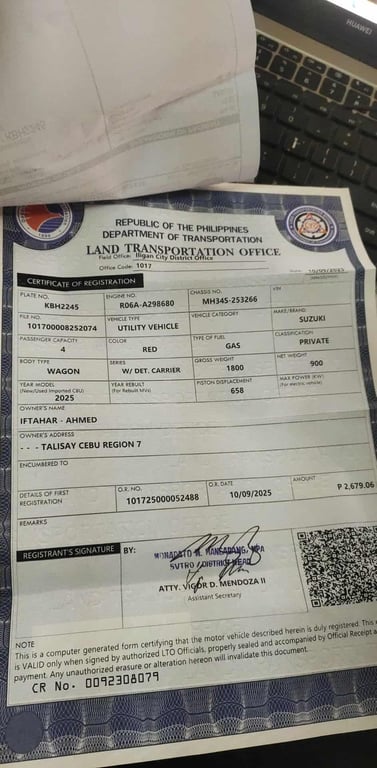 HUAWEI
REPUBLIC OF THE PHILIPPINES
DEPARTMENT OF TRANSPORTATION
LAND TRANSPORTATION OFFICE
Field Office: Iligan City District Office
Office Code: 1017
CERTIFICATE OF REGISTRATION
PLATE NO. ENGINE NO. CHASSIS NO. VIN
KBH2245 R06A-A298680 MH34S-253266
FILE NO. VEHICLE TYPE VEHICLE CATEGORY MAKE/BRAND
101700008252074 UTILITY VEHICLE SUZUKI
PASSENGER CAPACITY COLOR TYPE OF FUEL CLASSIFICATION
4 RED GAS PRIVATE
BODY TYPE SERIES GROSS WEIGHT NET WEIGHT
WAGON W/ DET. CARRIER 1800 900
YEAR MODEL YEAR REBUILT PISTON DISPLACEMENT MAX POWER (KW)
(New/Used Imported CBU) (For Rebuilt MVs) (For electric vehicle)
2025 658
OWNER'S NAME
IFTAHAR - AHMED
OWNER'S ADDRESS
- - - TALISAY CEBU REGION 7
ENCUMBERED TO
DETAILS OF FIRST REGISTRATION O.R. NO. O.R. DATE AMOUNT
101725000052488 10/09/2025 P 2,679.06
REMARKS
REGISTRANT'S SIGNATURE BY:
ATTY. VIGOR D. MENDOZA II
Assistant Secretary
NOTE
This is a computer generated form certifying that the motor vehicle described herein is duly registered. This
is VALID only when signed by authorized LTO Officials, properly sealed and accompanied by Official Receipt
payment. Any unauthorized erasure or alteration hereof will invalidate this document.
CR No. 0092308079